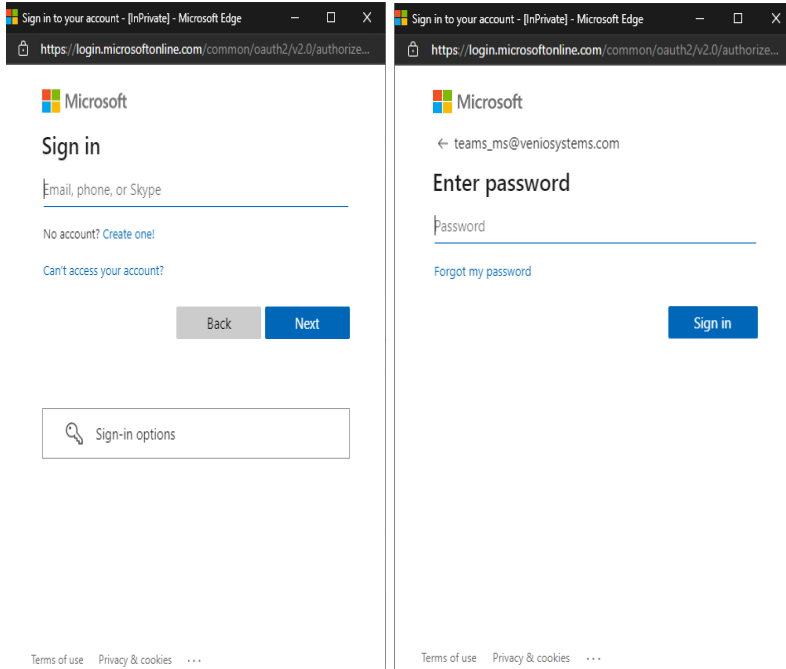 Sign in to your account - [InPrivate] - Microsoft Edge
https://login.microsoftonline.com/common/oauth2/v2.0/authorize...
Microsoft
Sign in
Email, phone, or Skype
No account? Create one!
Can't access your account?
Back
Next
Sign-in options
Terms of use
Privacy & cookies
...
Sign in to your account - [InPrivate] - Microsoft Edge
https://login.microsoftonline.com/common/oauth2/v2.0/authorize...
Microsoft
← teams_ms@veniosystems.com
Enter password
Password
Forgot my password
Sign in
Terms of use
Privacy & cookies
...